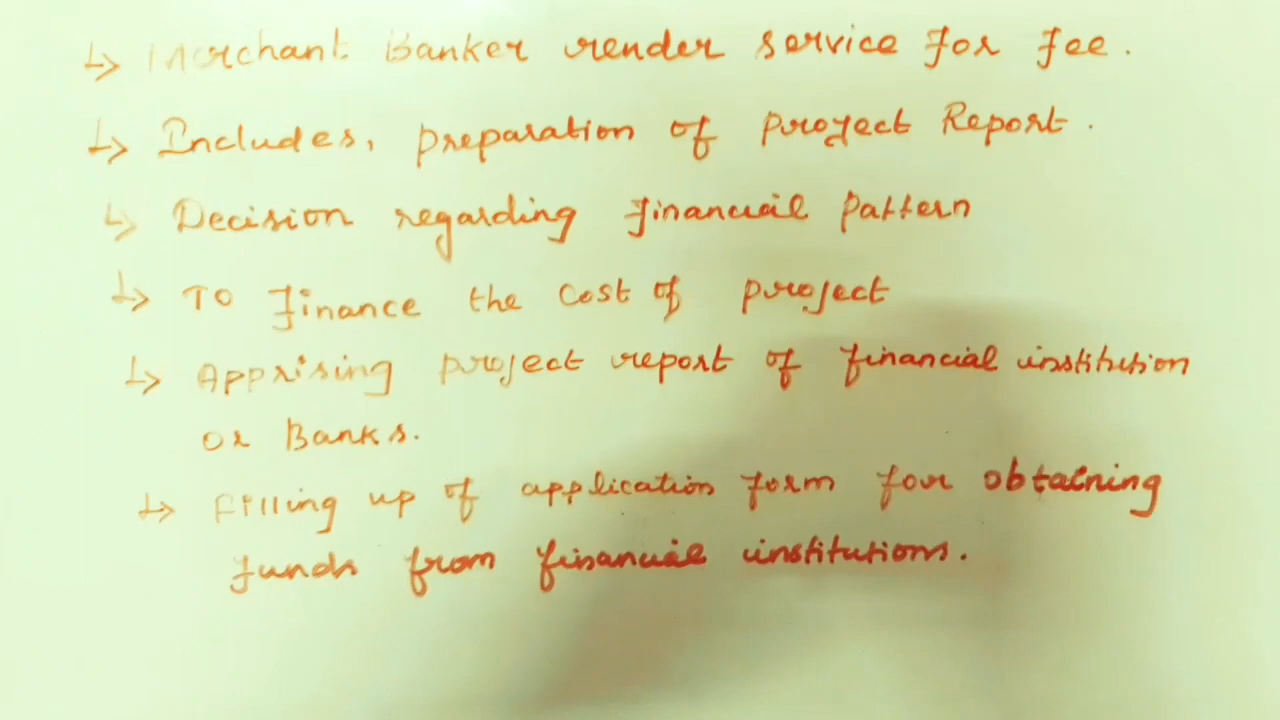 ↳ Merchant Banker render service for fee.
↳ Includes, preparation of project Report.
↳ Decision regarding financial pattern
↳ To finance the cost of project
↳ Apprising project report of financial institution
or Banks.
↳ Filling up of application form for obtaining
funds from financial institutions.